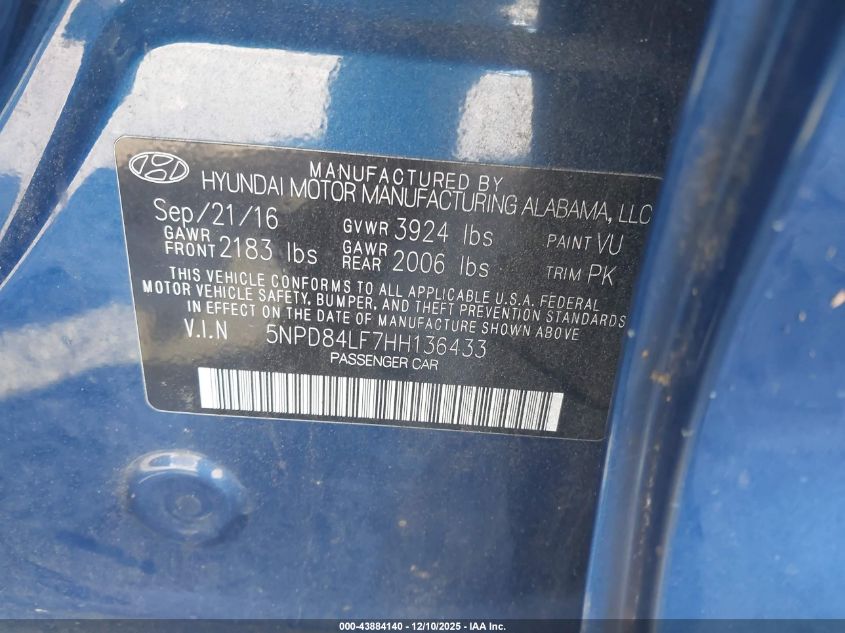 MANUFACTURED BY
HYUNDAI MOTOR MANUFACTURING ALABAMA, LLC
Sep/21/16 GVWR 3924 lbs PAINT VU
GAWR FRONT 2183 lbs GAWR REAR 2006 lbs TRIM PK
THIS VEHICLE CONFORMS TO ALL APPLICABLE U.S.A. FEDERAL
MOTOR VEHICLE SAFETY, BUMPER, AND THEFT PREVENTION STANDARDS
IN EFFECT ON THE DATE OF MANUFACTURE SHOWN ABOVE
V.I.N 5NPD84LF7HH136433
PASSENGER CAR
000-43884140 - 12/10/2025 - IAA Inc.